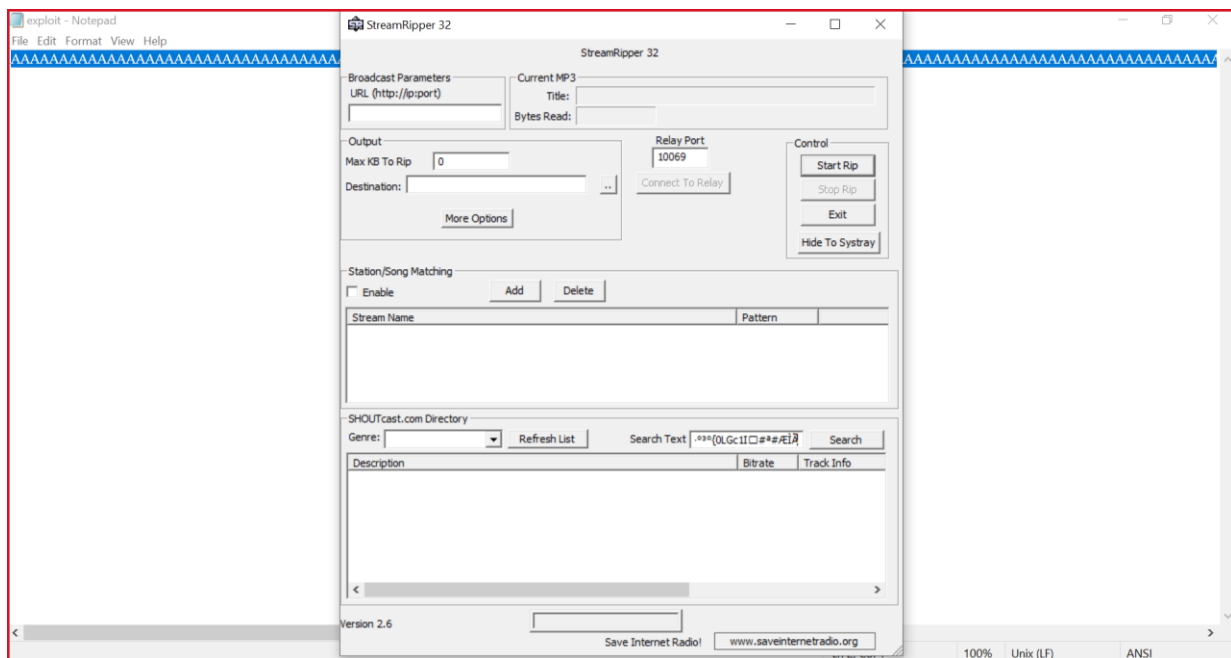 exploit - Notepad
File Edit Format View Help
StreamRipper 32
StreamRipper 32
Broadcast Parameters
URL (http://ip:port)
Current MP3
Title:
Bytes Read:
Output
Max KB To Rip 0
Destination: ..
More Options
Relay Port
10069
Connect To Relay
Control
Start Rip
Stop Rip
Exit
Hide To Systray
Station/Song Matching
Enable Add Delete
Stream Name Pattern
SHOUTcast.com Directory
Genre: Refresh List Search Text Search
Description Bitrate Track Info
Version 2.6
Save Internet Radio! www.saveinternetradio.org
100% Unix (LF) ANSI